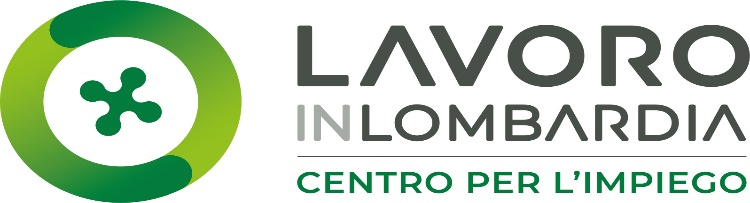 LAVORO
INLOMBARDIA
CENTRO PER L'IMPIEGO